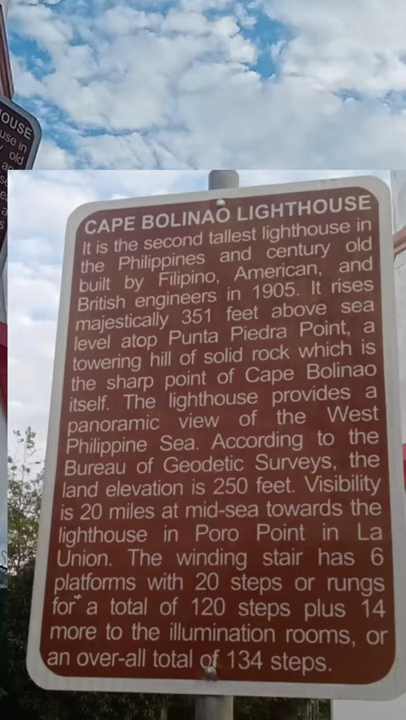 HOUSE
use in
old
CAPE BOLINAO LIGHTHOUSE
It is the second tallest lighthouse in
the Philippines and century old
built by Filipino, American, and
British engineers in 1905. It rises
majestically 351 feet above sea
level atop Punta Piedra Point, a
towering hill of solid rock which is
the sharp point of Cape Bolinao
itself. The lighthouse provides a
panoramic view of the West
Philippine Sea. According to the
Bureau of Geodetic Surveys, the
land elevation is 250 feet. Visibility
is 20 miles at mid-sea towards the
lighthouse in Poro Point in La
Union. The winding stair has 6
platforms with 20 steps or rungs
for a total of 120 steps plus 14
more to the illumination rooms, or
an over-all total of 134 steps.